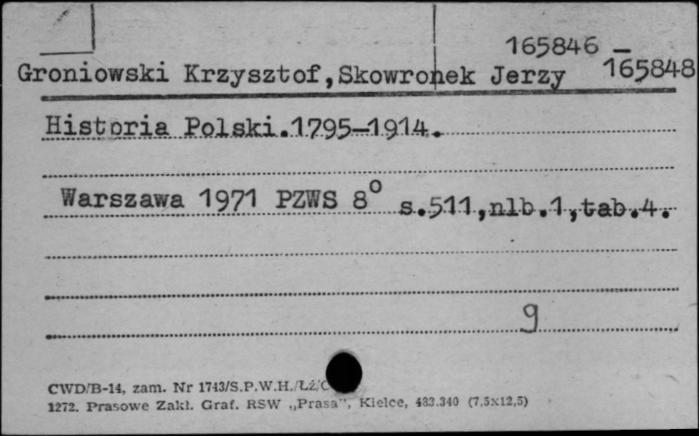 165846 -
Groniowski Krzysztof, Skowronek Jerzy 165848
Historia Polski.1795-1914.
Warszawa 1971 PZWS 8° s.511,nlb.1,tab.4.
9
CWD/B-14, zam. Nr 1743/S.P.W.H./ŁŻ/C
1272. Prasowe Zakł. Graf. RSW „Prasa”, Kielce, 483.340 (7,5x12,5)